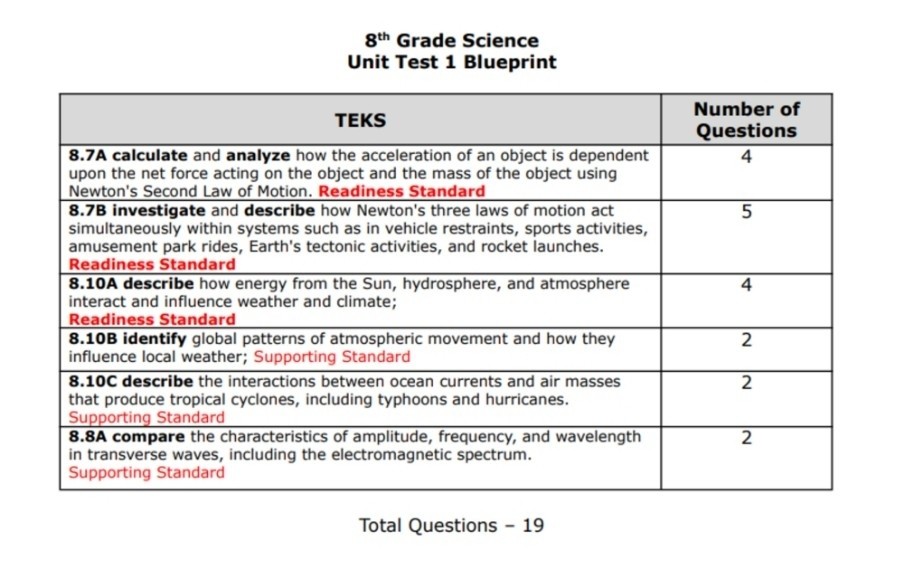 8th Grade Science
Unit Test 1 Blueprint
TEKS
Number of
Questions
8.7A calculate and analyze how the acceleration of an object is dependent
upon the net force acting on the object and the mass of the object using
Newton's Second Law of Motion. Readiness Standard
4
8.7B investigate and describe how Newton's three laws of motion act
simultaneously within systems such as in vehicle restraints, sports activities,
amusement park rides, Earth's tectonic activities, and rocket launches.
Readiness Standard
5
8.10A describe how energy from the Sun, hydrosphere, and atmosphere
interact and influence weather and climate;
Readiness Standard
4
8.10B identify global patterns of atmospheric movement and how they
influence local weather; Supporting Standard
2
8.10C describe the interactions between ocean currents and air masses
that produce tropical cyclones, including typhoons and hurricanes.
Supporting Standard
2
8.8A compare the characteristics of amplitude, frequency, and wavelength
in transverse waves, including the electromagnetic spectrum.
Supporting Standard
2
Total Questions – 19